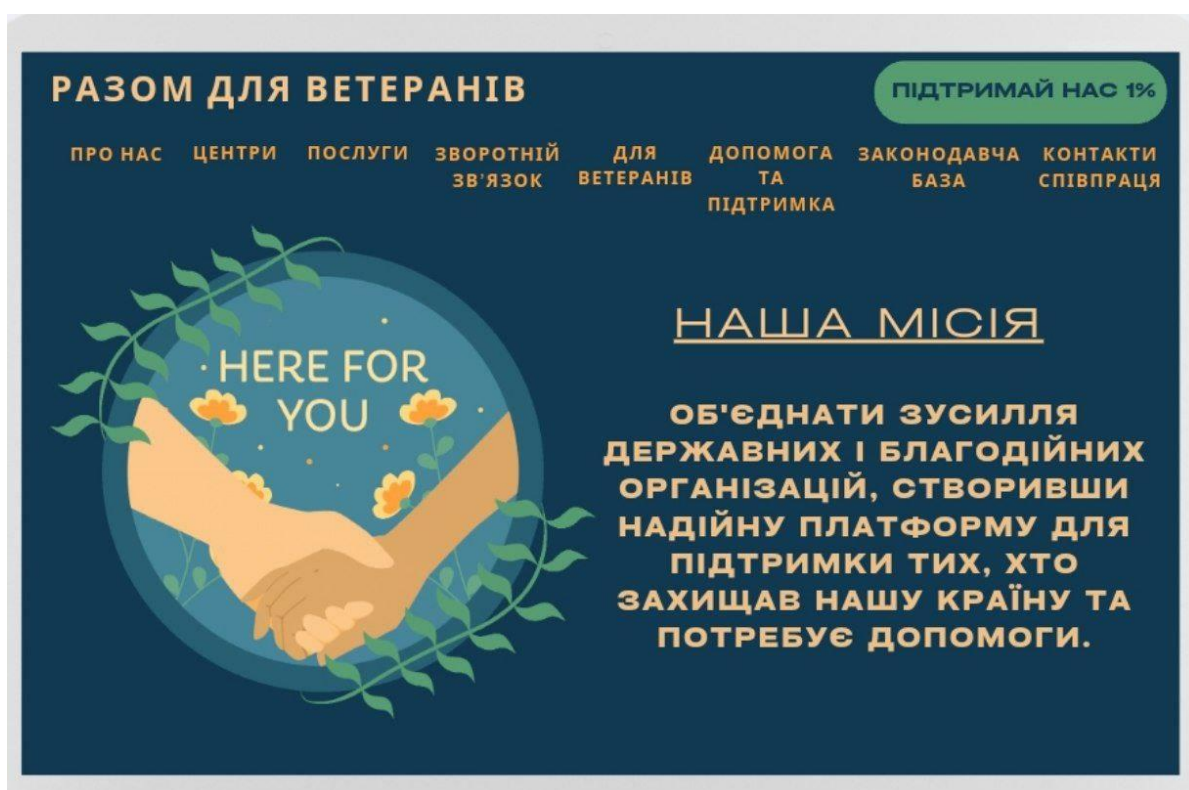 РАЗОМ ДЛЯ ВЕТЕРАНІВ
ПІДТРИМАЙ НАС 1%
ПРО НАС
ЦЕНТРИ
ПОСЛУГИ
ЗВОРОТНІЙ
ЗВ’ЯЗОК
ДЛЯ
ВЕТЕРАНІВ
ДОПОМОГА
ТА
ПІДТРИМКА
ЗАКОНОДАВЧА
БАЗА
КОНТАКТИ
СПІВПРАЦЯ
HERE FOR
YOU
НАША МІСІЯ
ОБ'ЄДНАТИ ЗУСИЛЛЯ
ДЕРЖАВНИХ І БЛАГОДІЙНИХ
ОРГАНІЗАЦІЙ, СТВОРИВШИ
НАДІЙНУ ПЛАТФОРМУ ДЛЯ
ПІДТРИМКИ ТИХ, ХТО
ЗАХИЩАВ НАШУ КРАЇНУ ТА
ПОТРЕБУЄ ДОПОМОГИ.